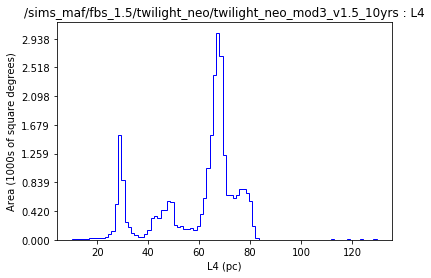 /sims_maf/fbs_1.5/twilight_neo/twilight_neo_mod3_v1.5_10yrs : L4
Area (1000s of square degrees)
2.938
2.518
2.098
1.679
1.259
0.839
0.420
0.000
20 40 60 80 100 120
L4 (pc)